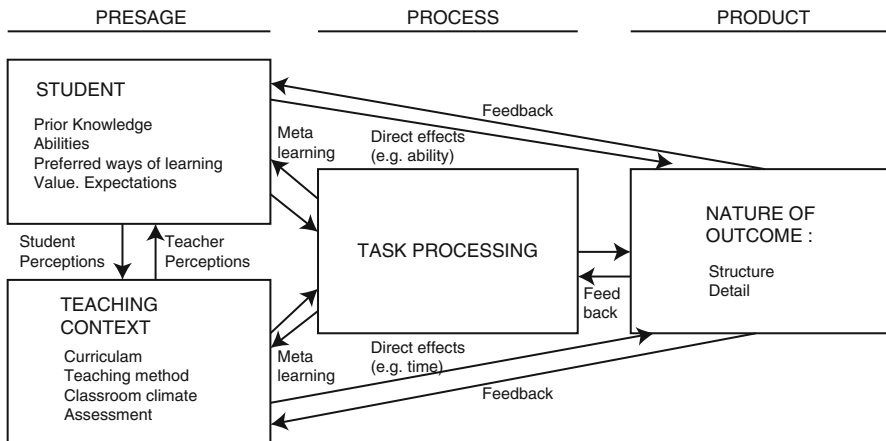 PRESAGE
PROCESS
PRODUCT
STUDENT
Prior Knowledge
Abilities
Preferred ways of learning
Value. Expectations
Meta
learning
Feedback
Direct effects
(e.g. ability)
Student
Perceptions
Teacher
Perceptions
TASK PROCESSING
NATURE OF
OUTCOME :
Structure
Detail
Feed
back
TEACHING
CONTEXT
Curriculam
Teaching method
Classroom climate
Assessment
Meta
learning
Direct effects
(e.g. time)
Feedback